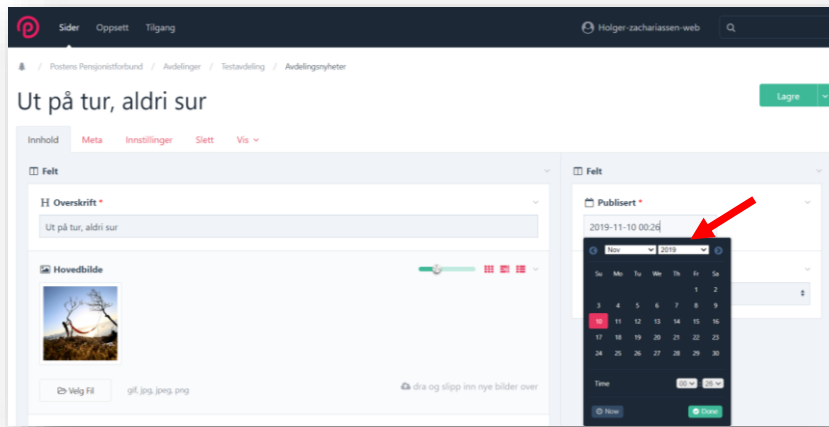 Sider Oppsett Tilgang Holger-zachariassen-web
/ Postens Pensjonistforbund / Avdelinger / Testavdeling / Avdelingsnyheter
Ut på tur, aldri sur
Lagre
Innhold Meta Innstillinger Slett Vis
Felt
H Overskrift *
Ut på tur, aldri sur
Hovedbilde
Velg Fil gif, jpg, jpeg, png dra og slipp inn nye bilder over
Felt
Publisert *
2019-11-10 00:26
Nov 2019
Su Mo Tu We Th Fr Sa
1 2
3 4 5 6 7 8 9
10 11 12 13 14 15 16
17 18 19 20 21 22 23
24 25 26 27 28 29 30
Time 00 : 26
Now Done